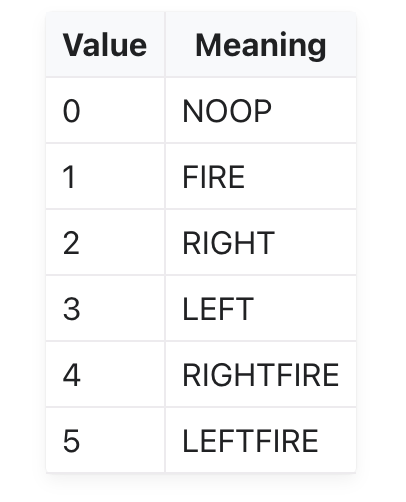 Value Meaning
0 NOOP
1 FIRE
2 RIGHT
3 LEFT
4 RIGHTFIRE
5 LEFTFIRE